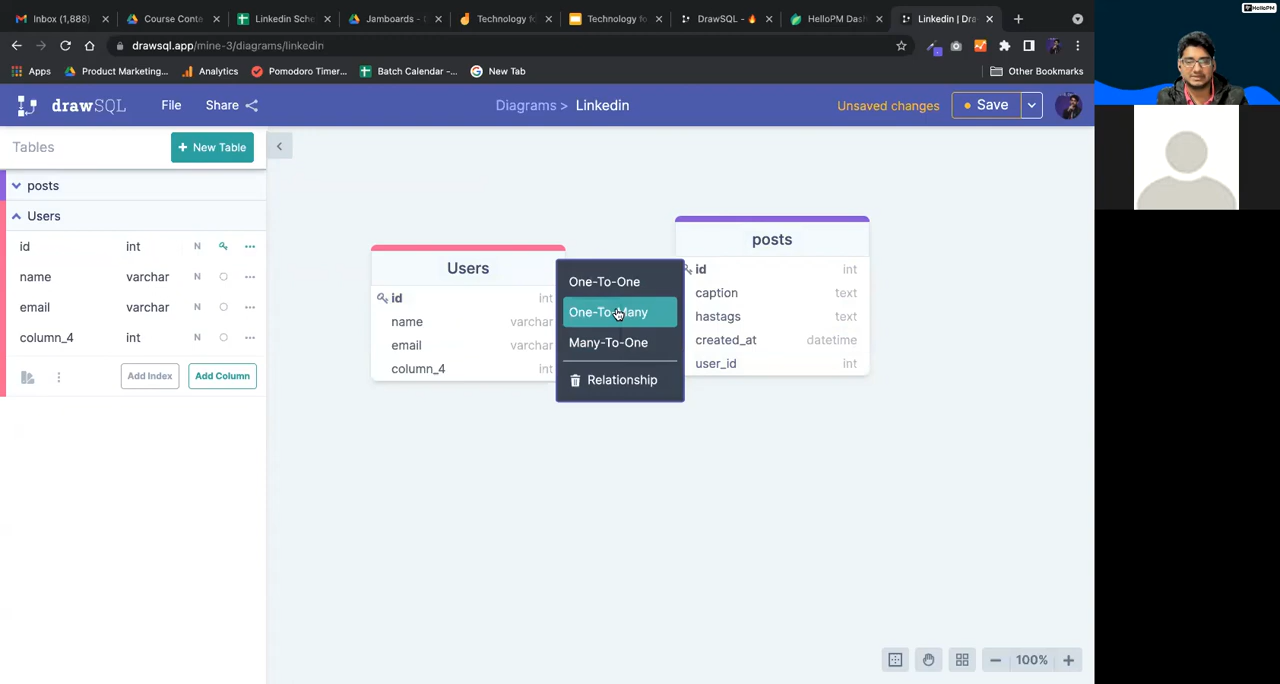 Inbox (1,888)
Course Conte
Linkedin Sche
Jamboards - D
Technology fo
Technology fo
DrawSQL -
HelloPM Dash
Linkedin | Dra
drawsql.app/mine-3/diagrams/linkedin
Apps
Product Marketing...
Analytics
Pomodoro Timer...
Batch Calendar -...
New Tab
Other Bookmarks
drawSQL
File
Share
Diagrams > Linkedin
Unsaved changes
Save
Tables
+ New Table
posts
Users
id int N
name varchar N
email varchar N
column_4 int N
Add Index
Add Column
Users
id int
name varchar
email varchar
column_4 int
One-To-One
One-To-Many
Many-To-One
Relationship
posts
id int
caption text
hastags text
created_at datetime
user_id int
100%
HelloPM